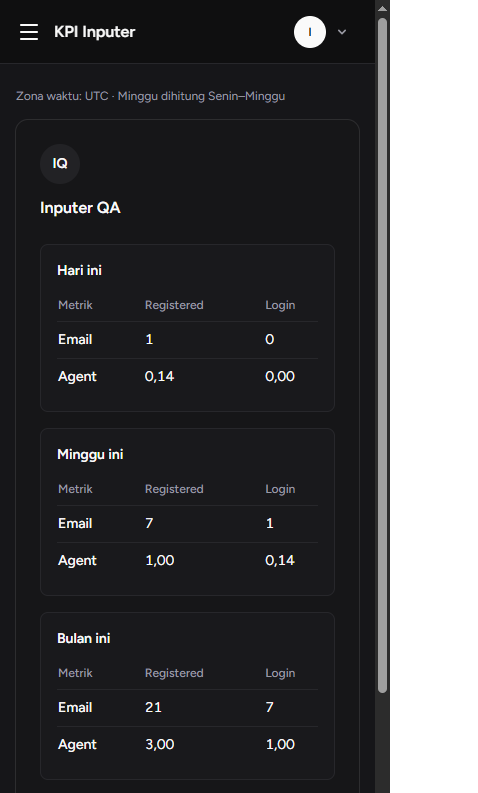 KPI Inputer
I
Zona waktu: UTC · Minggu dihitung Senin–Minggu
IQ
Inputer QA
Hari ini
Metrik Registered Login
Email 1 0
Agent 0,14 0,00
Minggu ini
Metrik Registered Login
Email 7 1
Agent 1,00 0,14
Bulan ini
Metrik Registered Login
Email 21 7
Agent 3,00 1,00